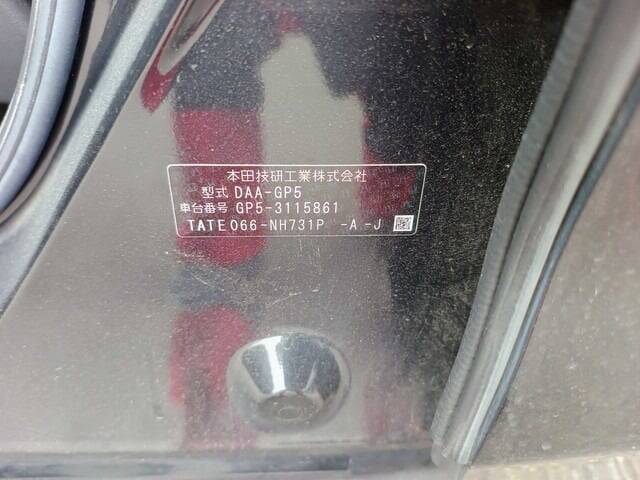 本田技研工業株式会社
型式 DAA-GP5
車台番号 GP5-3115861
TATE 066-NH731P -A -J